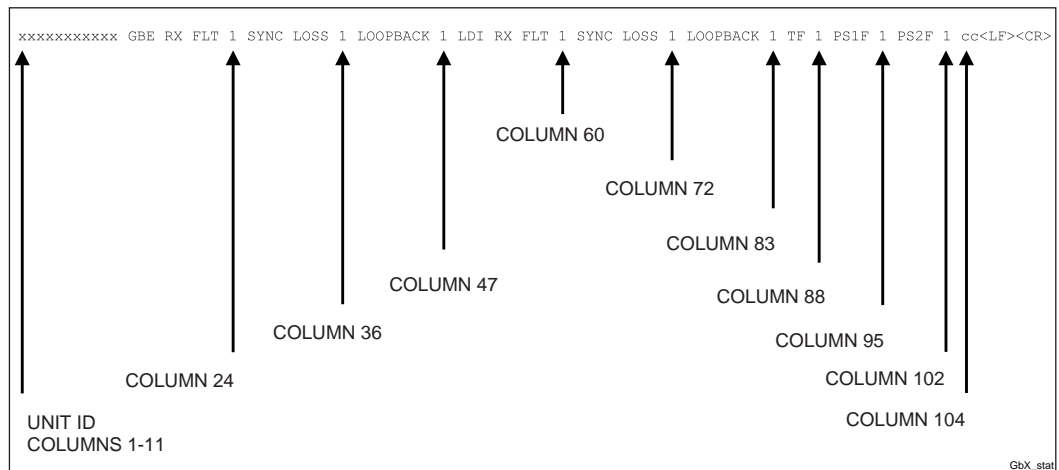 xxxxxxxxxxx GBE RX FLT 1 SYNC LOSS 1 LOOPBACK 1 LDI RX FLT 1 SYNC LOSS 1 LOOPBACK 1 TF 1 PS1F 1 PS2F 1 cc<LF><CR>
COLUMN 60
COLUMN 72
COLUMN 83
COLUMN 47
COLUMN 88
COLUMN 36
COLUMN 95
COLUMN 24
COLUMN 102
UNIT ID
COLUMN 104
COLUMNS 1-11
GbX_stat